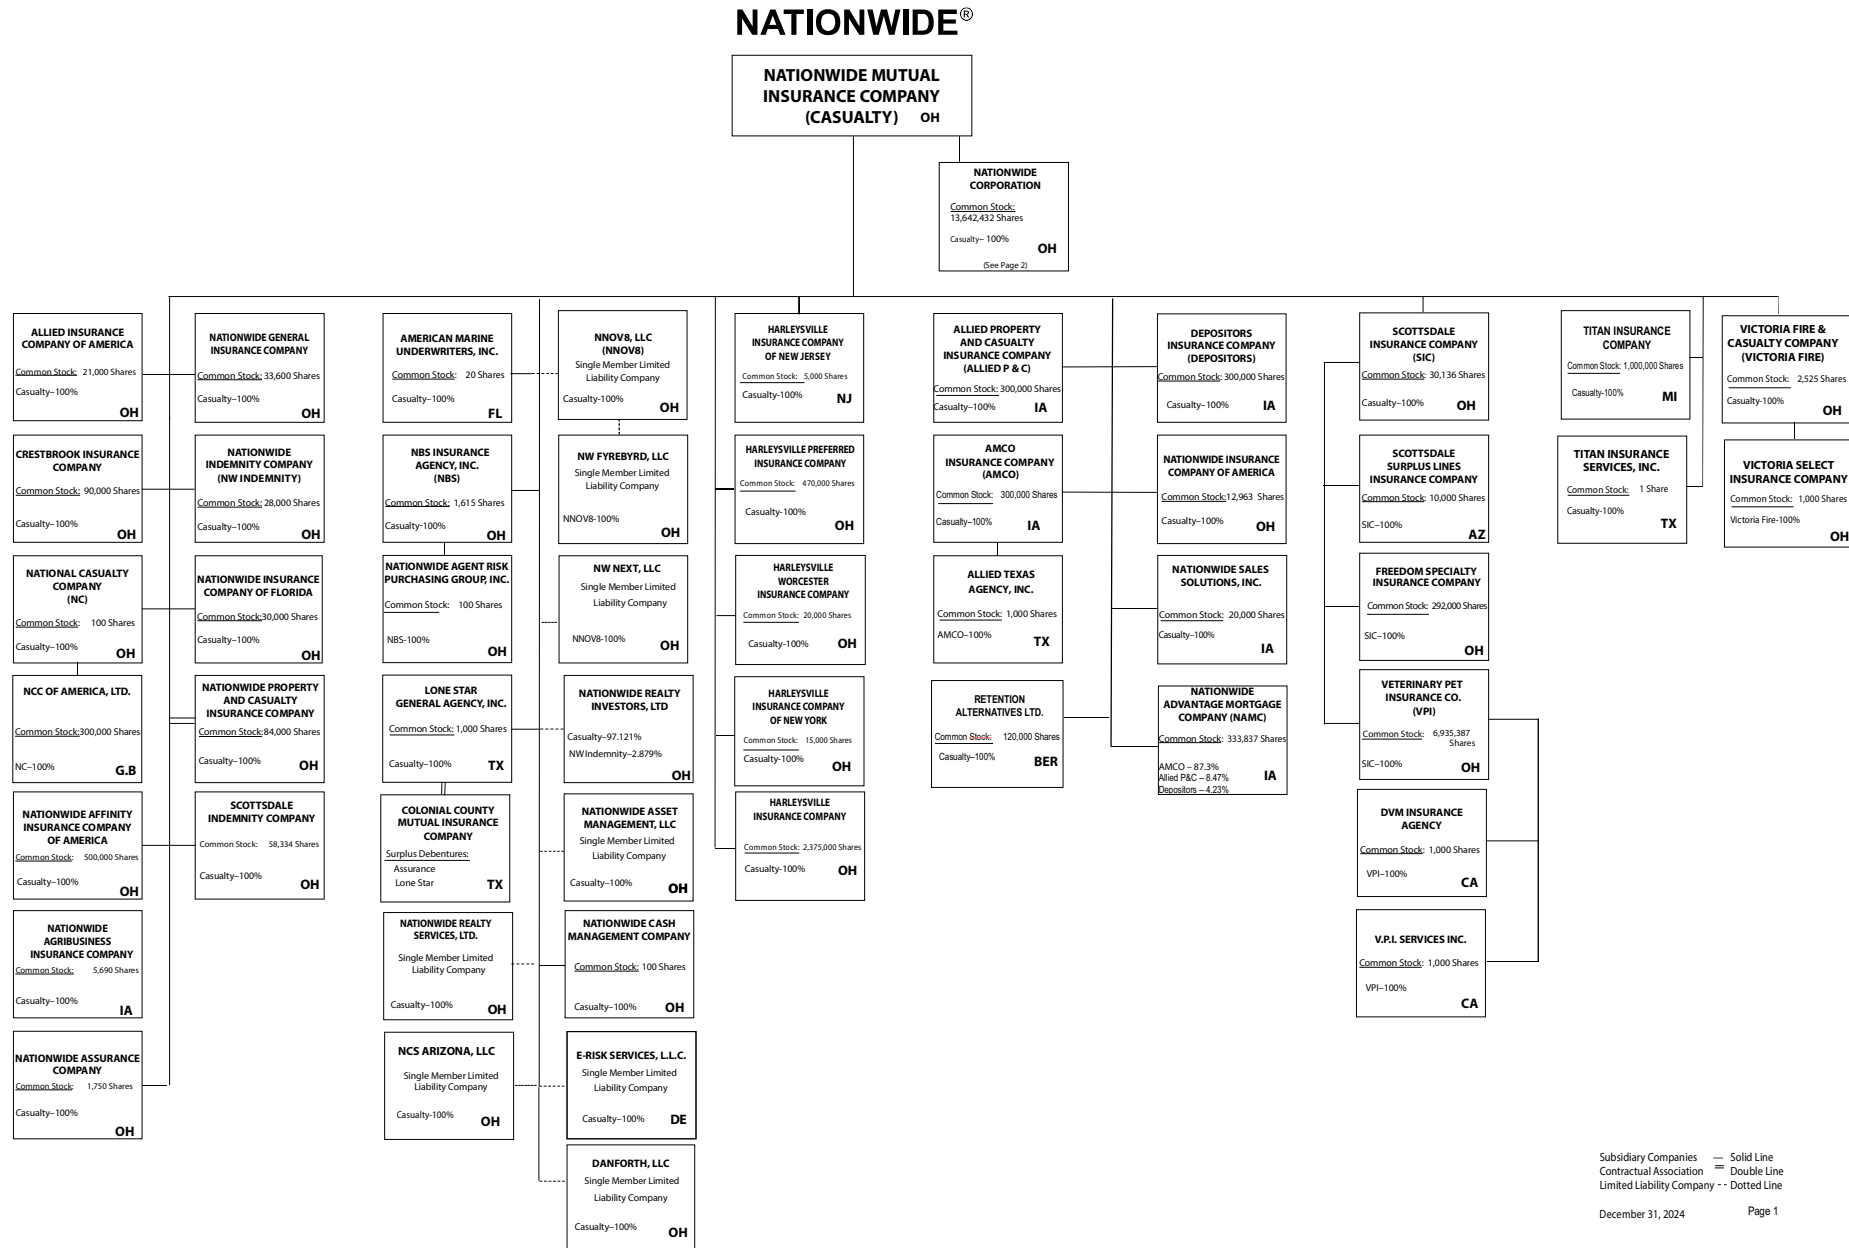 NATIONWIDE®
NATIONWIDE MUTUAL
INSURANCE COMPANY
(CASUALTY) OH
NATIONWIDE
CORPORATION
Common Stock:
13,642,432 Shares
Casualty– 100%
OH
(See Page 2)
ALLIED INSURANCE
COMPANY OF AMERICA
Common Stock: 21,000 Shares
Casualty–100%
OH
CRESTBROOK INSURANCE
COMPANY
Common Stock: 90,000 Shares
Casualty–100%
OH
NATIONAL CASUALTY
COMPANY
(NC)
Common Stock: 100 Shares
Casualty–100%
OH
NCC OF AMERICA, LTD.
Common Stock:300,000 Shares
NC–100%
G.B
NATIONWIDE AFFINITY
INSURANCE COMPANY
OF AMERICA
Common Stock: 500,000 Shares
Casualty–100%
OH
NATIONWIDE
AGRIBUSINESS
INSURANCE COMPANY
Common Stock: 5,690 Shares
Casualty–100%
IA
NATIONWIDE ASSURANCE
COMPANY
Common Stock: 1,750 Shares
Casualty–100%
OH
NATIONWIDE GENERAL
INSURANCE COMPANY
Common Stock: 33,600 Shares
Casualty–100%
OH
NATIONWIDE
INDEMNITY COMPANY
(NW INDEMNITY)
Common Stock: 28,000 Shares
Casualty–100%
OH
NATIONWIDE INSURANCE
COMPANY OF FLORIDA
Common Stock:30,000 Shares
Casualty–100%
OH
NATIONWIDE PROPERTY
AND CASUALTY
INSURANCE COMPANY
Common Stock:84,000 Shares
Casualty–100%
OH
SCOTTSDALE
INDEMNITY COMPANY
Common Stock: 58,334 Shares
Casualty–100%
OH
AMERICAN MARINE
UNDERWRITERS, INC.
Common Stock: 20 Shares
Casualty–100%
FL
NBS INSURANCE
AGENCY, INC.
(NBS)
Common Stock: 1,615 Shares
Casualty-100%
OH
NATIONWIDE AGENT RISK
PURCHASING GROUP, INC.
Common Stock: 100 Shares
NBS-100%
OH
LONE STAR
GENERAL AGENCY, INC.
Common Stock: 1,000 Shares
Casualty–100%
TX
COLONIAL COUNTY
MUTUAL INSURANCE
COMPANY
Surplus Debentures:
Assurance
Lone Star
TX
NATIONWIDE REALTY
SERVICES, LTD.
Single Member Limited
Liability Company
Casualty–100%
OH
NCS ARIZONA, LLC
Single Member Limited
Liability Company
Casualty-100%
OH
NNOV8, LLC
(NNOV8)
Single Member Limited
Liability Company
Casualty-100%
OH
NW FYREBYRD, LLC
Single Member Limited
Liability Company
NNOV8-100%
OH
NW NEXT, LLC
Single Member Limited
Liability Company
NNOV8-100%
OH
NATIONWIDE REALTY
INVESTORS, LTD
Casualty–97.121%
NW Indemnity–2.879%
OH
NATIONWIDE ASSET
MANAGEMENT, LLC
Single Member Limited
Liability Company
Casualty–100%
OH
NATIONWIDE CASH
MANAGEMENT COMPANY
Common Stock: 100 Shares
Casualty–100%
OH
E-RISK SERVICES, L.L.C.
Single Member Limited
Liability Company
Casualty–100%
DE
DANFORTH, LLC
Single Member Limited
Liability Company
Casualty–100%
OH
HARLEYSVILLE
INSURANCE COMPANY
OF NEW JERSEY
Common Stock: 5,000 Shares
Casualty-100%
NJ
HARLEYSVILLE PREFERRED
INSURANCE COMPANY
Common Stock: 470,000 Shares
Casualty-100%
OH
HARLEYSVILLE
WORCESTER
INSURANCE COMPANY
Common Stock: 20,000 Shares
Casualty-100%
OH
HARLEYSVILLE
INSURANCE COMPANY
OF NEW YORK
Common Stock: 15,000 Shares
Casualty-100%
OH
HARLEYSVILLE
INSURANCE COMPANY
Common Stock: 2,375,000 Shares
Casualty-100%
OH
ALLIED PROPERTY
AND CASUALTY
INSURANCE COMPANY
(ALLIED P & C)
Common Stock: 300,000 Shares
Casualty–100%
IA
AMCO
INSURANCE COMPANY
(AMCO)
Common Stock: 300,000 Shares
Casualty–100%
IA
ALLIED TEXAS
AGENCY, INC.
Common Stock: 1,000 Shares
AMCO–100%
TX
RETENTION
ALTERNATIVES LTD.
Common Stock: 120,000 Shares
Casualty–100%
BER
DEPOSITORS
INSURANCE COMPANY
(DEPOSITORS)
Common Stock: 300,000 Shares
Casualty–100%
IA
NATIONWIDE INSURANCE
COMPANY OF AMERICA
Common Stock:12,963 Shares
Casualty–100%
OH
NATIONWIDE SALES
SOLUTIONS, INC.
Common Stock: 20,000 Shares
Casualty–100%
IA
NATIONWIDE
ADVANTAGE MORTGAGE
COMPANY (NAMC)
Common Stock: 333,837 Shares
AMCO – 87.3%
Allied P&C – 8.47%
Depositors – 4.23%
IA
SCOTTSDALE
INSURANCE COMPANY
(SIC)
Common Stock: 30,136 Shares
Casualty–100%
OH
SCOTTSDALE
SURPLUS LINES
INSURANCE COMPANY
Common Stock: 10,000 Shares
SIC–100%
AZ
FREEDOM SPECIALTY
INSURANCE COMPANY
Common Stock: 292,000 Shares
SIC–100%
OH
VETERINARY PET
INSURANCE CO.
(VPI)
Common Stock: 6,935,387
Shares
SIC–100%
OH
DVM INSURANCE
AGENCY
Common Stock: 1,000 Shares
VPI–100%
CA
V.P.I. SERVICES INC.
Common Stock: 1,000 Shares
VPI–100%
CA
TITAN INSURANCE
COMPANY
Common Stock: 1,000,000 Shares
Casualty-100%
MI
TITAN INSURANCE
SERVICES, INC.
Common Stock: 1 Share
Casualty-100%
TX
VICTORIA FIRE &
CASUALTY COMPANY
(VICTORIA FIRE)
Common Stock: 2,525 Shares
Casualty-100%
OH
VICTORIA SELECT
INSURANCE COMPANY
Common Stock: 1,000 Shares
Victoria Fire-100%
OH
Subsidiary Companies — Solid Line
Contractual Association = Double Line
Limited Liability Company - - Dotted Line
December 31, 2024 Page 1